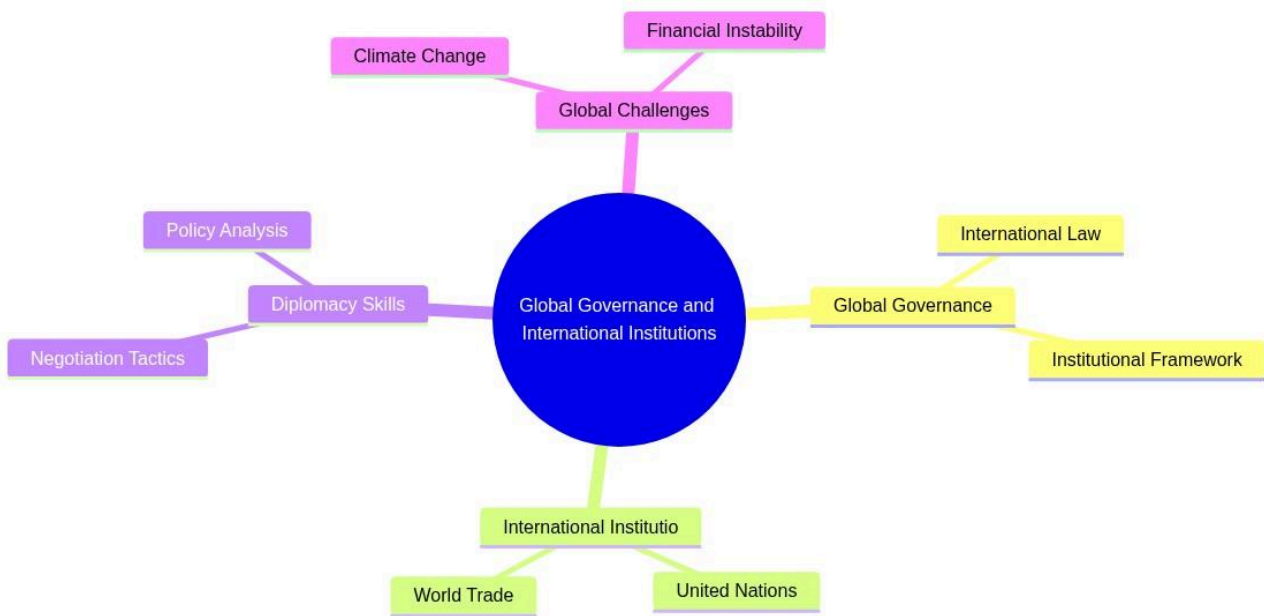 Financial Instability
Climate Change
Global Challenges
Policy Analysis
International Law
Diplomacy Skills
Global Governance and
International Institutions
Global Governance
Negotiation Tactics
Institutional Framework
International Institutio
World Trade
United Nations